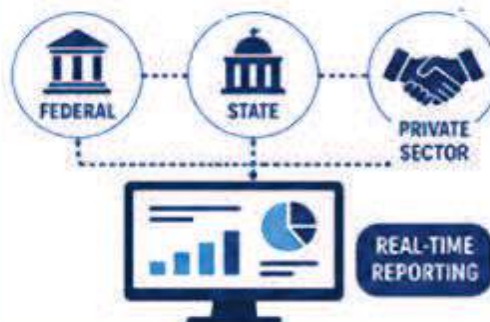 FEDERAL
STATE
PRIVATE
SECTOR
REAL-TIME
REPORTING